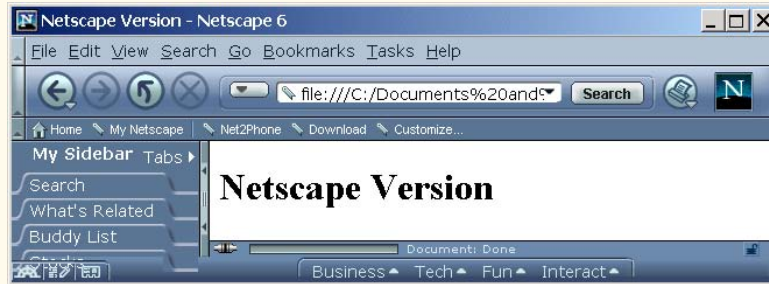 Netscape Version - Netscape 6
File Edit View Search Go Bookmarks Tasks Help
file:///C:/Documents%20and% Search N
Home My Netscape Net2Phone Download Customize...
My Sidebar Tabs
Search
What's Related
Buddy List
Stocks
Netscape Version
Document: Done
Business Tech Fun Interact